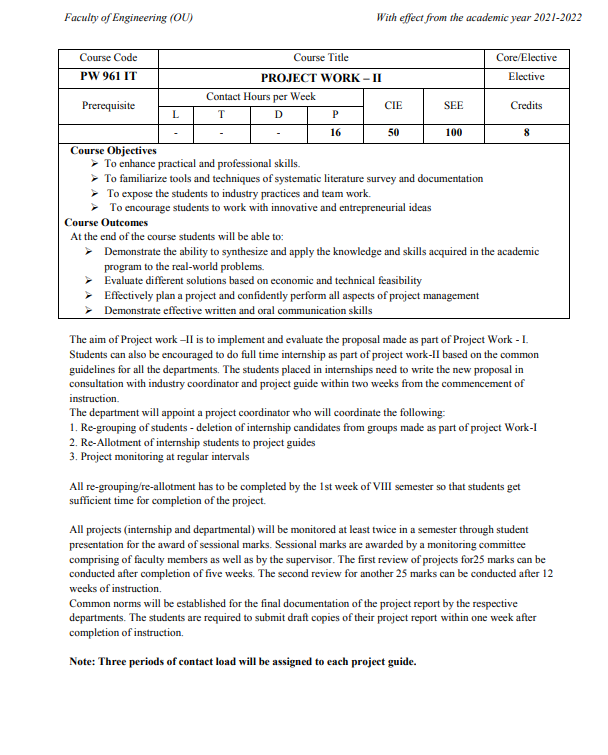 Faculty of Engineering (OU) With effect from the academic year 2021-2022
Course Code Course Title Core/Elective
PW 961 IT PROJECT WORK – II Elective
Prerequisite Contact Hours per Week CIE SEE Credits
L T D P
- - - 16 50 100 8
Course Objectives
➢ To enhance practical and professional skills.
➢ To familiarize tools and techniques of systematic literature survey and documentation
➢ To expose the students to industry practices and team work.
➢ To encourage students to work with innovative and entrepreneurial ideas
Course Outcomes
At the end of the course students will be able to:
➢ Demonstrate the ability to synthesize and apply the knowledge and skills acquired in the academic
program to the real-world problems.
➢ Evaluate different solutions based on economic and technical feasibility
➢ Effectively plan a project and confidently perform all aspects of project management
➢ Demonstrate effective written and oral communication skills
The aim of Project work –II is to implement and evaluate the proposal made as part of Project Work - I.
Students can also be encouraged to do full time internship as part of project work-II based on the common
guidelines for all the departments. The students placed in internships need to write the new proposal in
consultation with industry coordinator and project guide within two weeks from the commencement of
instruction.
The department will appoint a project coordinator who will coordinate the following:
1. Re-grouping of students - deletion of internship candidates from groups made as part of project Work-I
2. Re-Allotment of internship students to project guides
3. Project monitoring at regular intervals
All re-grouping/re-allotment has to be completed by the 1st week of VIII semester so that students get
sufficient time for completion of the project.
All projects (internship and departmental) will be monitored at least twice in a semester through student
presentation for the award of sessional marks. Sessional marks are awarded by a monitoring committee
comprising of faculty members as well as by the supervisor. The first review of projects for25 marks can be
conducted after completion of five weeks. The second review for another 25 marks can be conducted after 12
weeks of instruction.
Common norms will be established for the final documentation of the project report by the respective
departments. The students are required to submit draft copies of their project report within one week after
completion of instruction.
Note: Three periods of contact load will be assigned to each project guide.